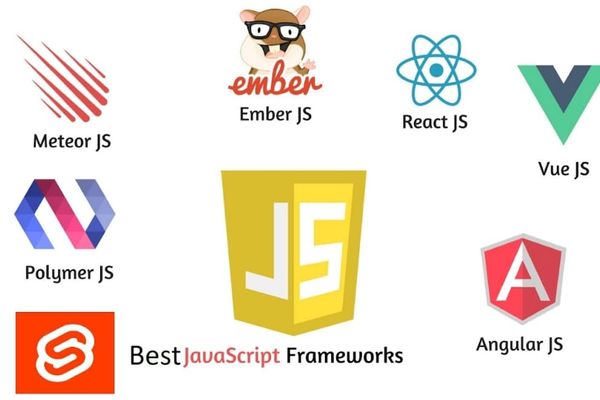 ember
Ember JS
Meteor JS
React JS
Vue JS
JS
Polymer JS
A
Angular JS
Best JavaScript Frameworks